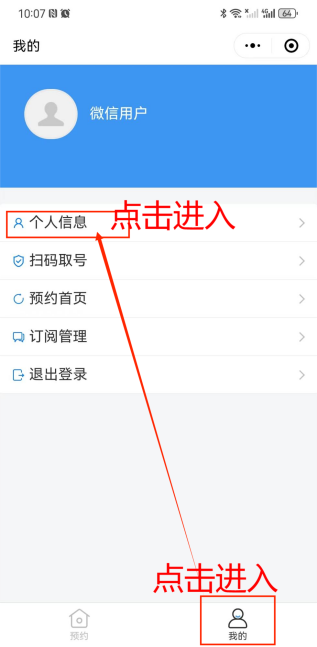 10:07
64
我的
微信用户
个人信息
点击进入
扫码取号
预约首页
订阅管理
退出登录
点击进入
预约
我的